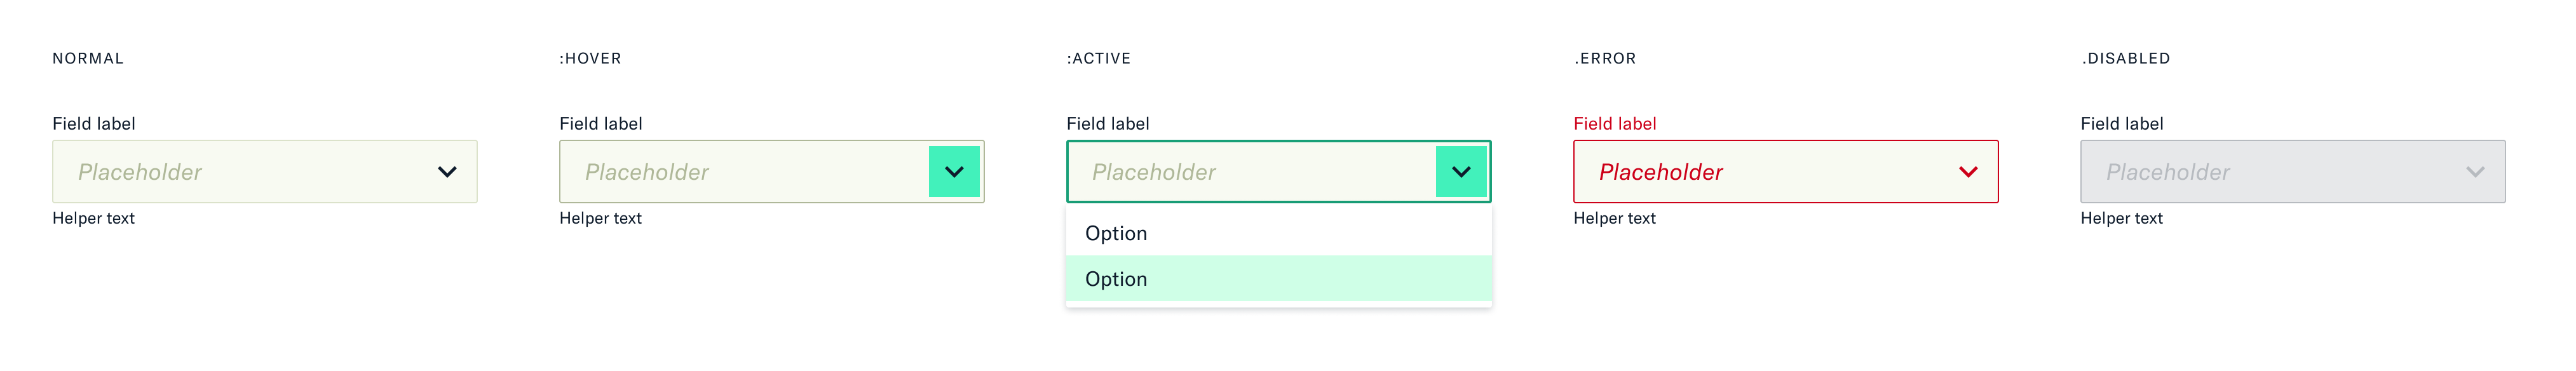 NORMAL
Field label
Placeholder
Helper text
:HOVER
Field label
Placeholder
Helper text
:ACTIVE
Field label
Placeholder
Option
Option
.ERROR
Field label
Placeholder
Helper text
.DISABLED
Field label
Placeholder
Helper text